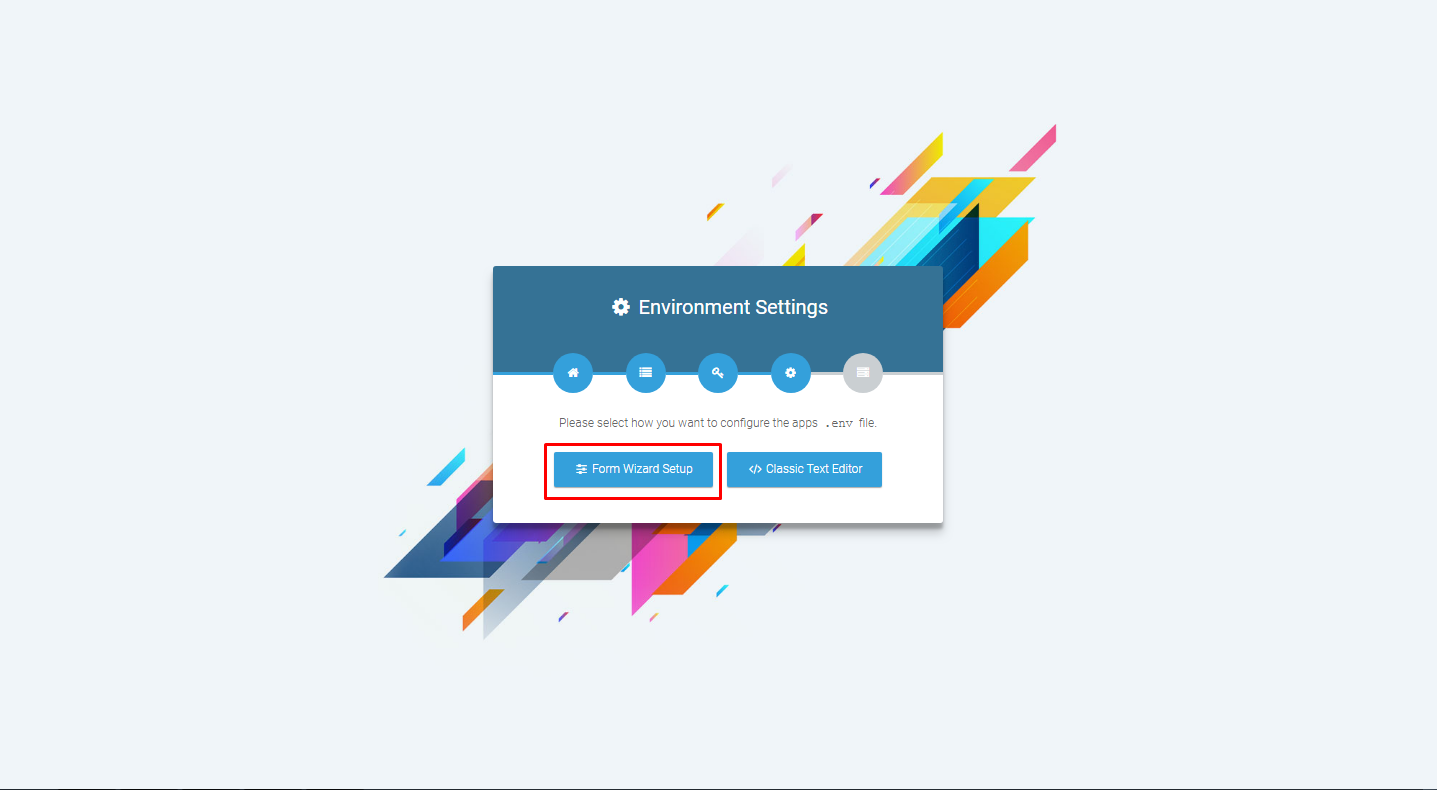 Environment Settings
Please select how you want to configure the apps .env file.
Form Wizard Setup
Classic Text Editor